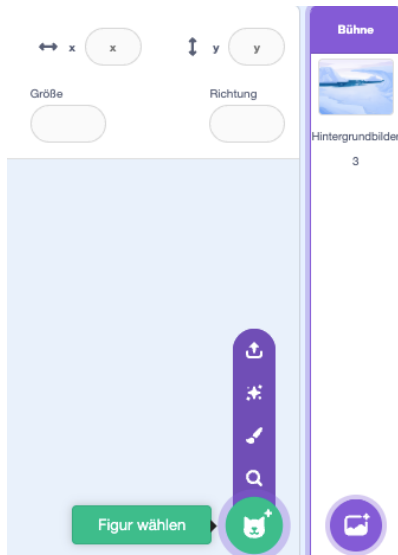 x x y y
Größe Richtung
Bühne
Hintergrundbilder
3
Figur wählen